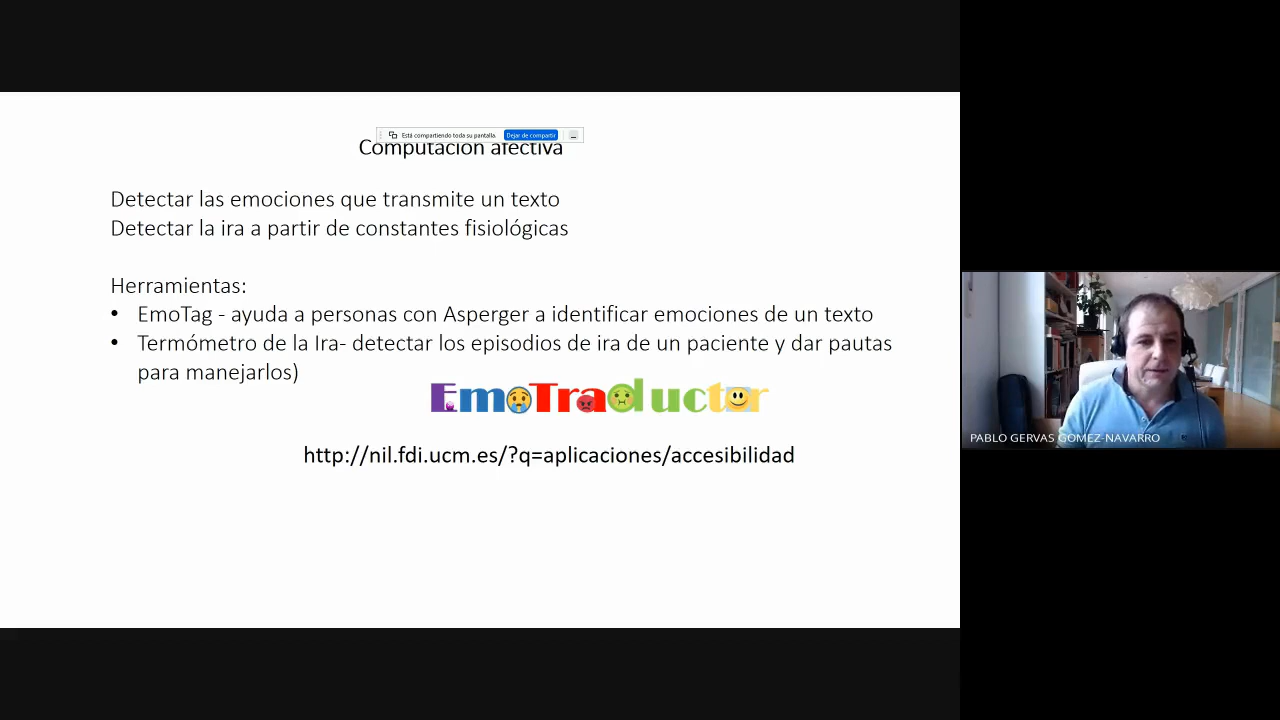 Está compartiendo toda su pantalla. Dejar de compartir
Computación afectiva
Detectar las emociones que transmite un texto
Detectar la ira a partir de constantes fisiológicas
Herramientas:
• EmoTag - ayuda a personas con Asperger a identificar emociones de un texto
• Termómetro de la Ira- detectar los episodios de ira de un paciente y dar pautas
para manejarlos)
EmoTraductor
http://nil.fdi.ucm.es/?q=aplicaciones/accesibilidad
PABLO GERVAS GOMEZ-NAVARRO